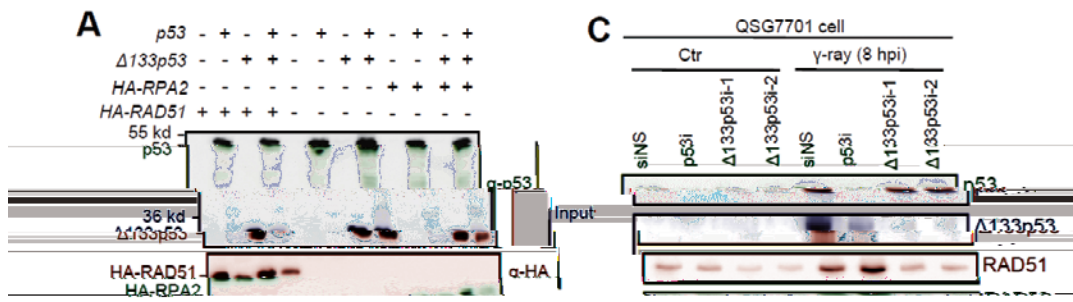 A
p53 - + - + - + - + - + - +
Δ133p53 - - + + - - + + - - + +
HA-RPA2 - - - - - - - - + + + +
HA-RAD51 + + + + - - - - - - - -
55 kd
p53
α-p53
36 kd
Δ133p53
Input
HA-RAD51
α-HA
HA-RPA2
C
QSG7701 cell
Ctr
γ-ray (8 hpi)
siNS
p53i
Δ133p53i-1
Δ133p53i-2
siNS
p53i
Δ133p53i-1
Δ133p53i-2
p53
Δ133p53
RAD51